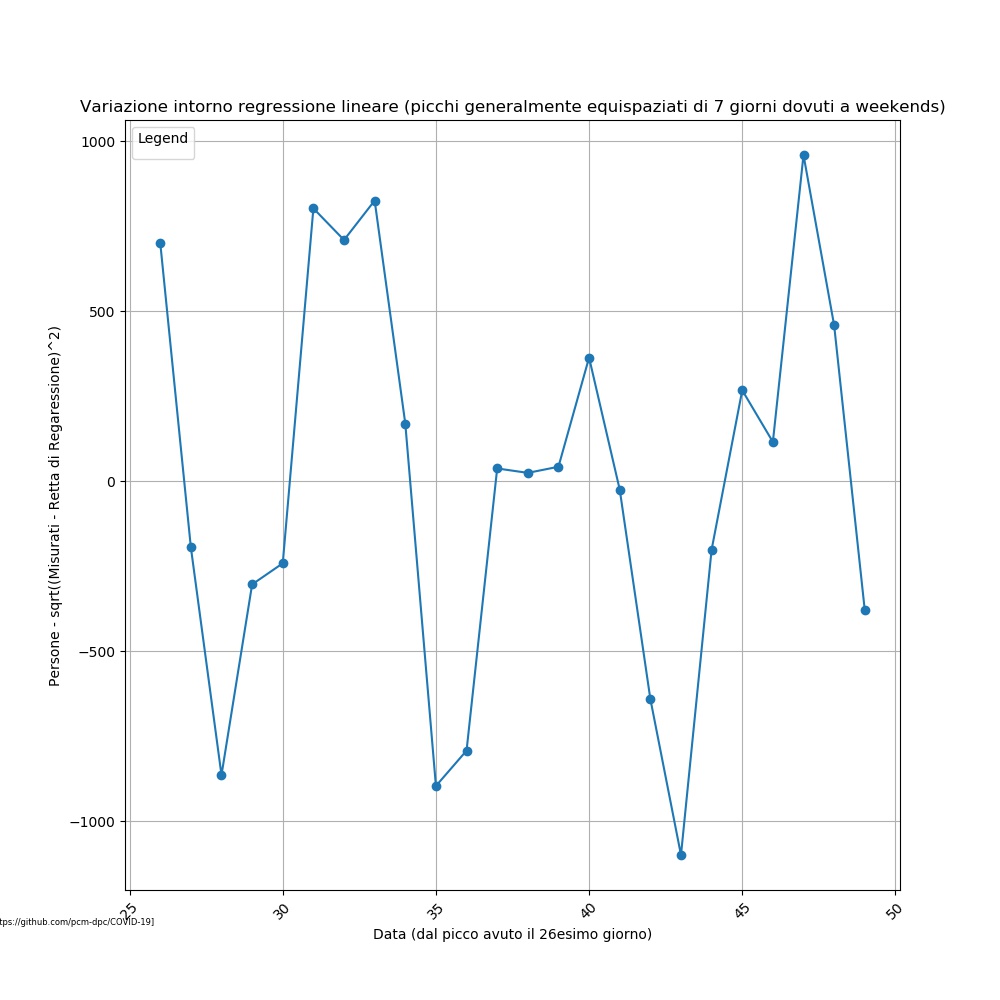 Variazione intorno regressione lineare (picchi generalmente equispaziati di 7 giorni dovuti a weekends)
Legend
1000
500
0
−500
−1000
Persone - sqrt((Misurati - Retta di Regaressione)^2)
25
30
35
40
45
50
tps://github.com/pcm-dpc/COVID-19]
Data (dal picco avuto il 26esimo giorno)